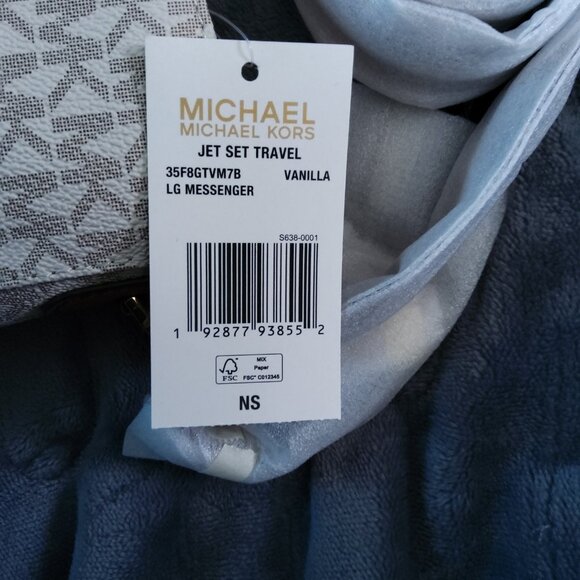 MICHAEL
MICHAEL KORS
JET SET TRAVEL
35F8GTVM7B VANILLA
LG MESSENGER
S638-0001
1 92877 93855 2
FSC
MIX
Paper
FSC® C012345
NS